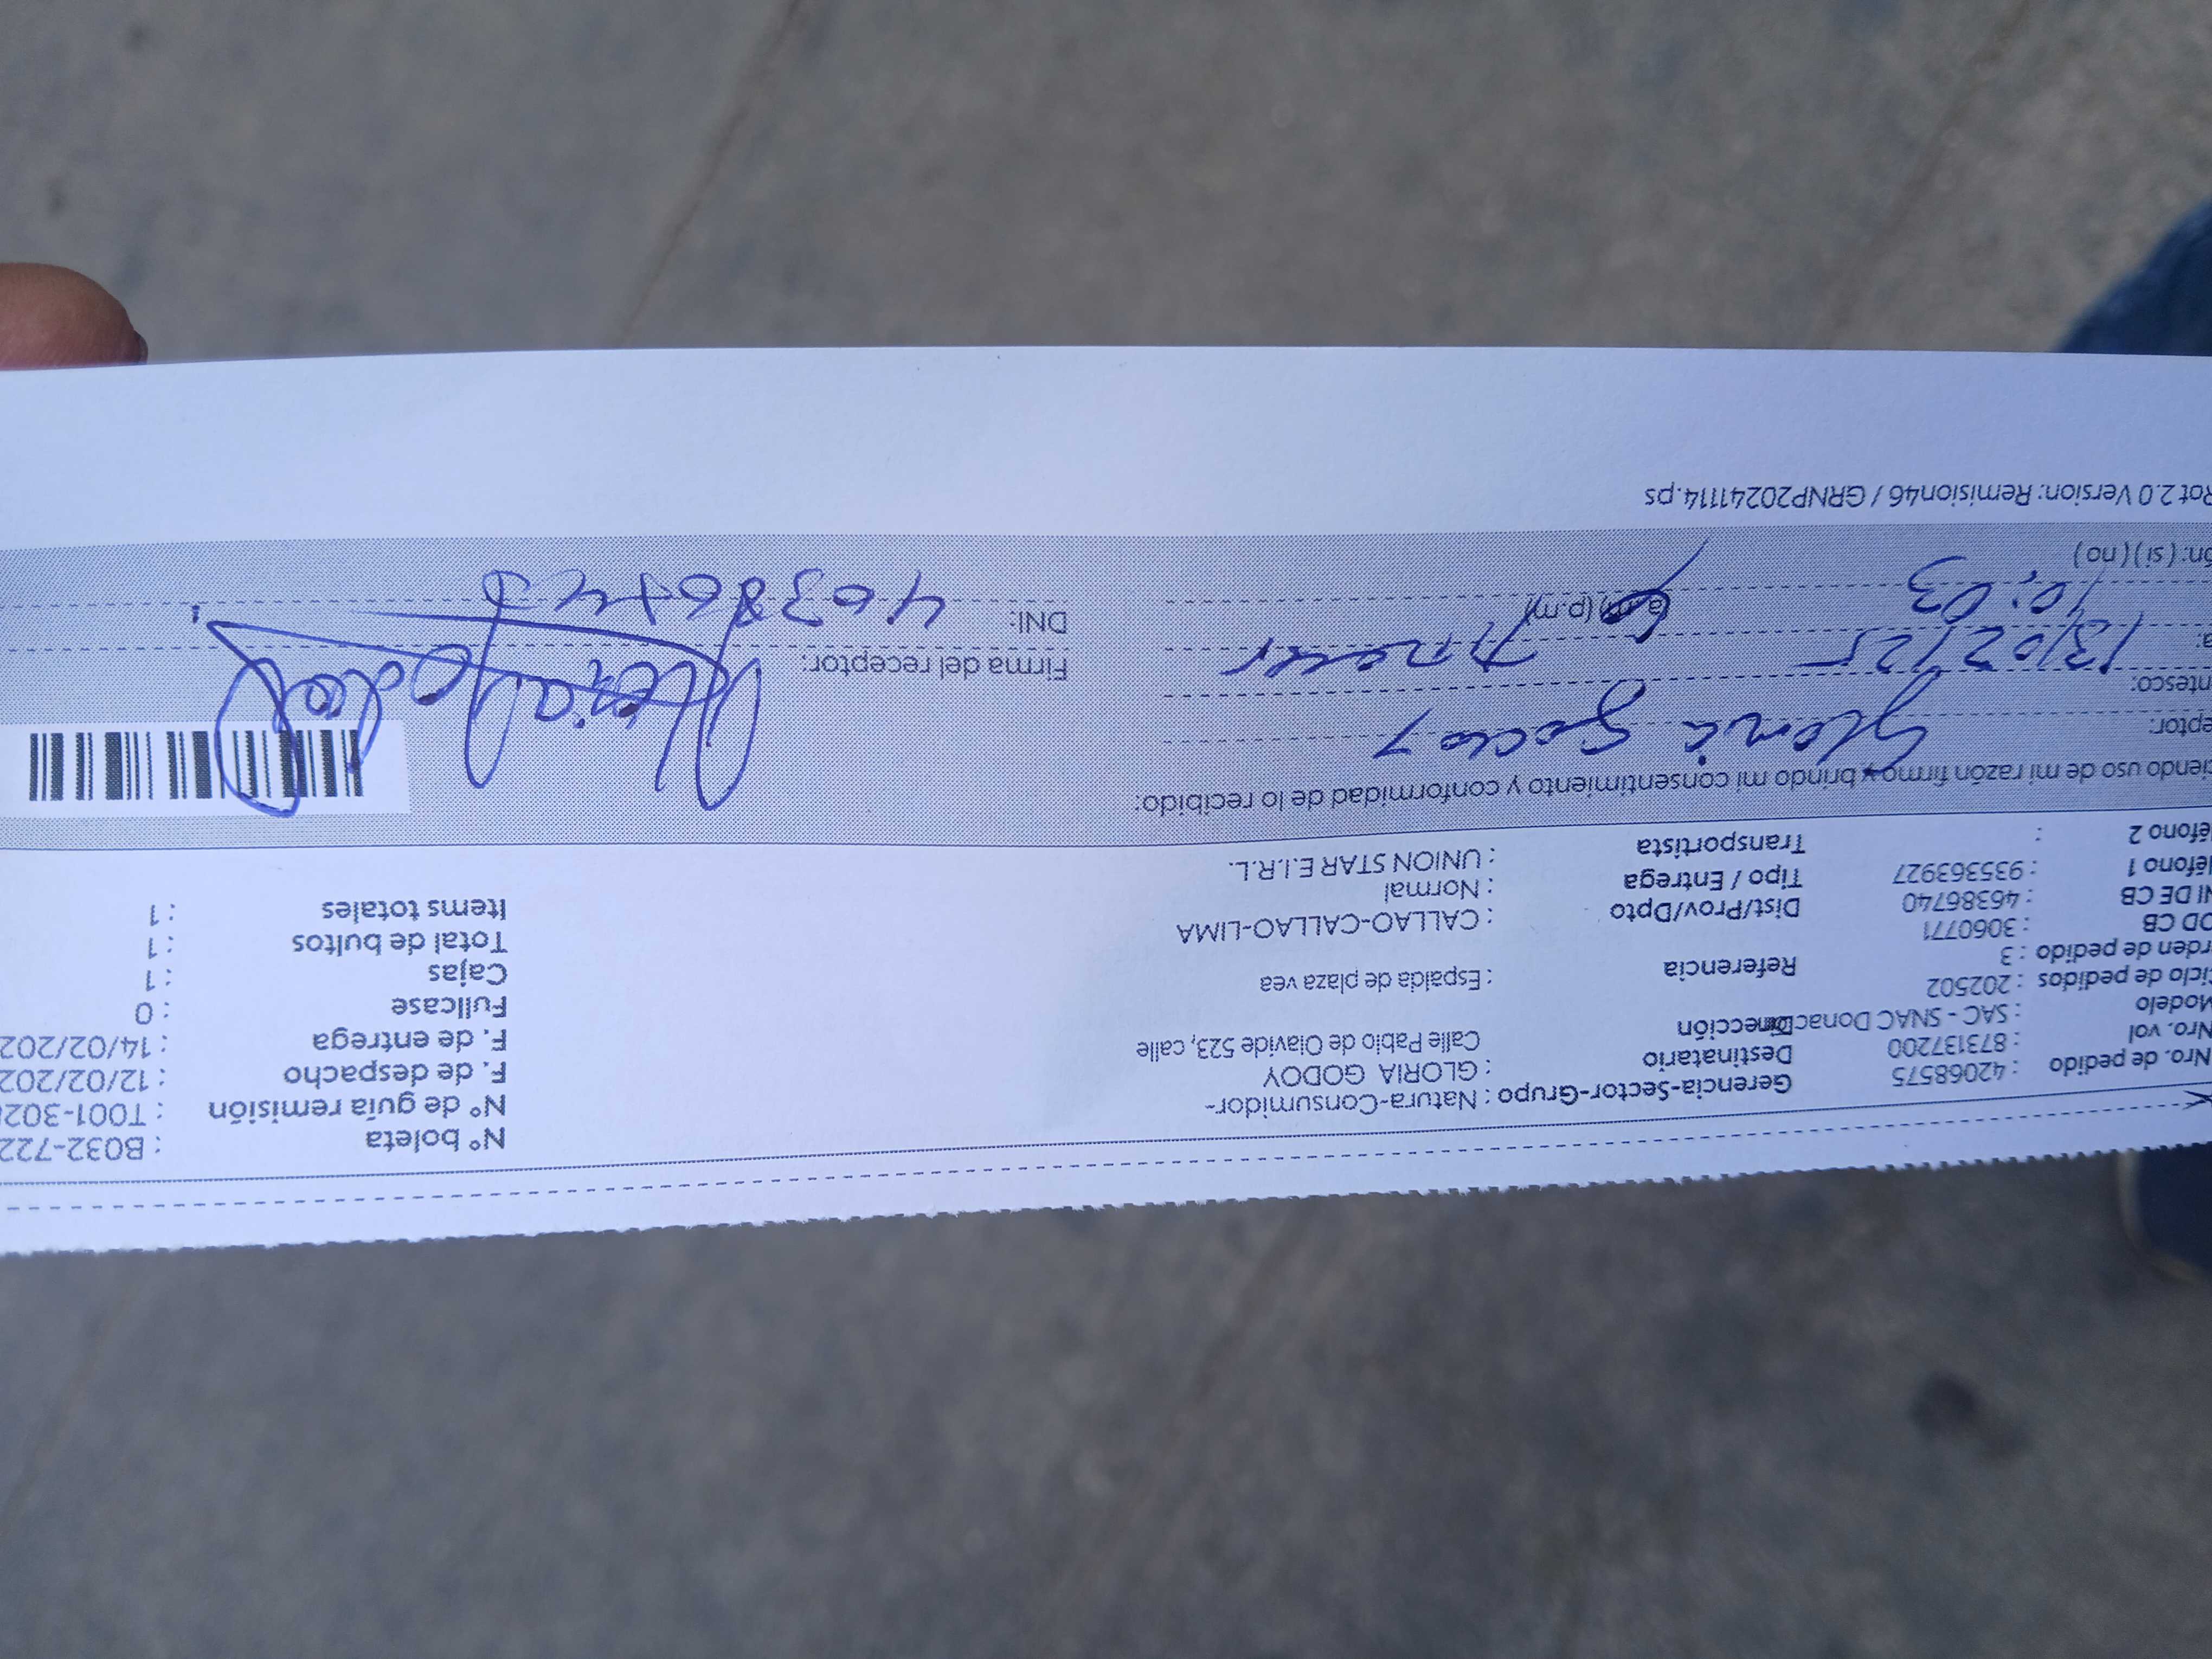 Nro. de pedido : 42068575 Gerencia-Sector-Grupo : Natura-Consumidor- N° boleta : B032-722
Nro. vol : 873137200 Destinatario : GLORIA GODOY N° de guía remisión : T001-302
Modelo : SAC - SNAC Donac Dirección Calle Pablo de Olavide 523, calle F. de despacho : 12/02/202
iclo de pedidos : 202502 F. de entrega : 14/02/202
rden de pedido : 3 Referencia : Espalda de plaza vea Fullcase : 0
OD CB : 3060771 Cajas : 1
NI DE CB : 46386740 Dist/Prov/Dpto : CALLAO-CALLAO-LIMA Total de bultos : 1
léfono 1 : 935363927 Tipo / Entrega : Normal Items totales : 1
léfono 2 : Transportista : UNION STAR E.I.R.L.
ciendo uso de mi razón firmo y brindo mi consentimiento y conformidad de lo recibido:
eptor: Gloria Godoy
ntesco: Firma del receptor:
a: 13/02/25
10:03 (a.m) (p.m) DNI:
ón: (si) (no)
Rot 2.0 Version: Remision46 / GRNP20241114.ps